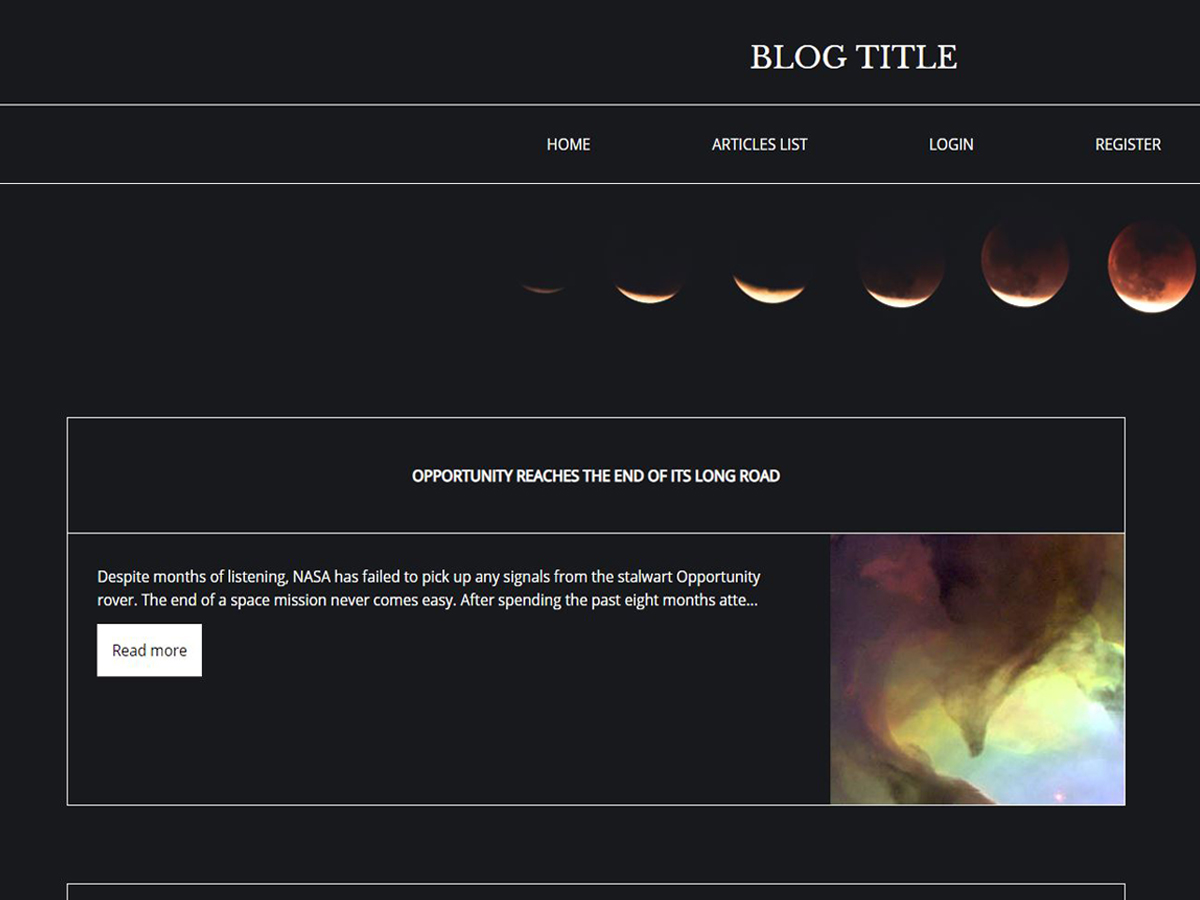 BLOG TITLE
HOME ARTICLES LIST LOGIN REGISTER
OPPORTUNITY REACHES THE END OF ITS LONG ROAD
Despite months of listening, NASA has failed to pick up any signals from the stalwart Opportunity
rover. The end of a space mission never comes easy. After spending the past eight months atte...
Read more